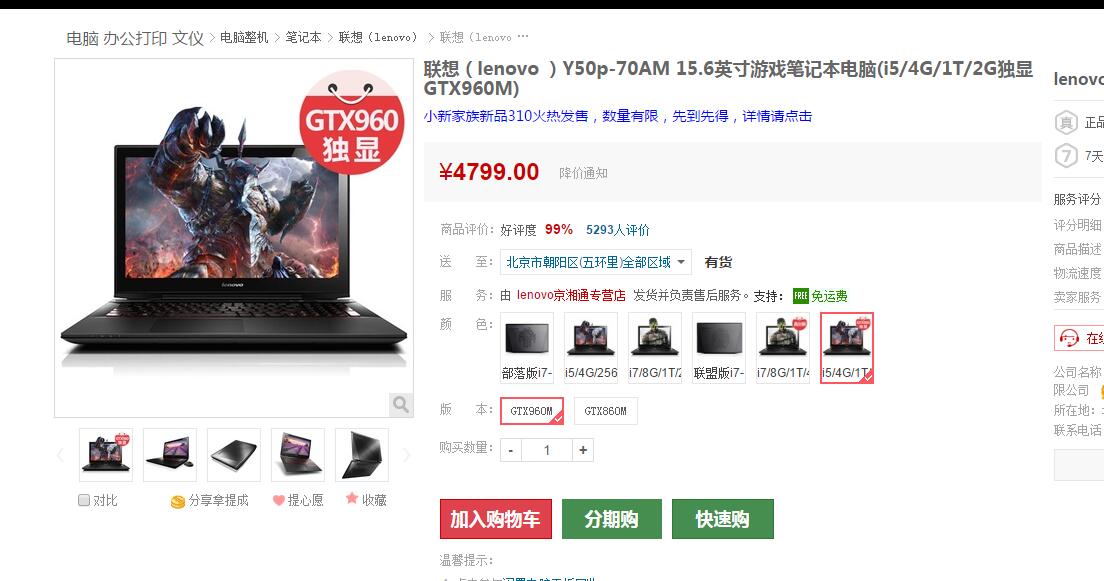 电脑 办公打印 文仪 > 电脑整机 > 笔记本 > 联想（lenovo） > 联想（lenovo ...
联想（lenovo ）Y50p-70AM 15.6英寸游戏笔记本电脑(i5/4G/1T/2G独显
GTX960M)
小新家族新品310火热发售，数量有限，先到先得，详情请点击
GTX960
独显
lenovo
¥4799.00 降价通知
商品评价： 好评度 99% 5293人评价
送 至： 北京市朝阳区(五环里)全部区域 有货
服 务： 由 lenovo京湘通专营店 发货并负责售后服务。支持： FREE 免运费
颜 色：
部落版i7- i5/4G/256 i7/8G/1T/2 联盟版i7- i7/8G/1T/4 i5/4G/1T/
版 本： GTX960M GTX860M
购买数量： - 1 +
对比 分享拿提成 提心愿 收藏
加入购物车 分期购 快速购
温馨提示：
lenovo
真 正品
7 7天
服务评分
评分明细
商品描述
物流速度
卖家服务
公司名称
限公司
所在地：
联系电话